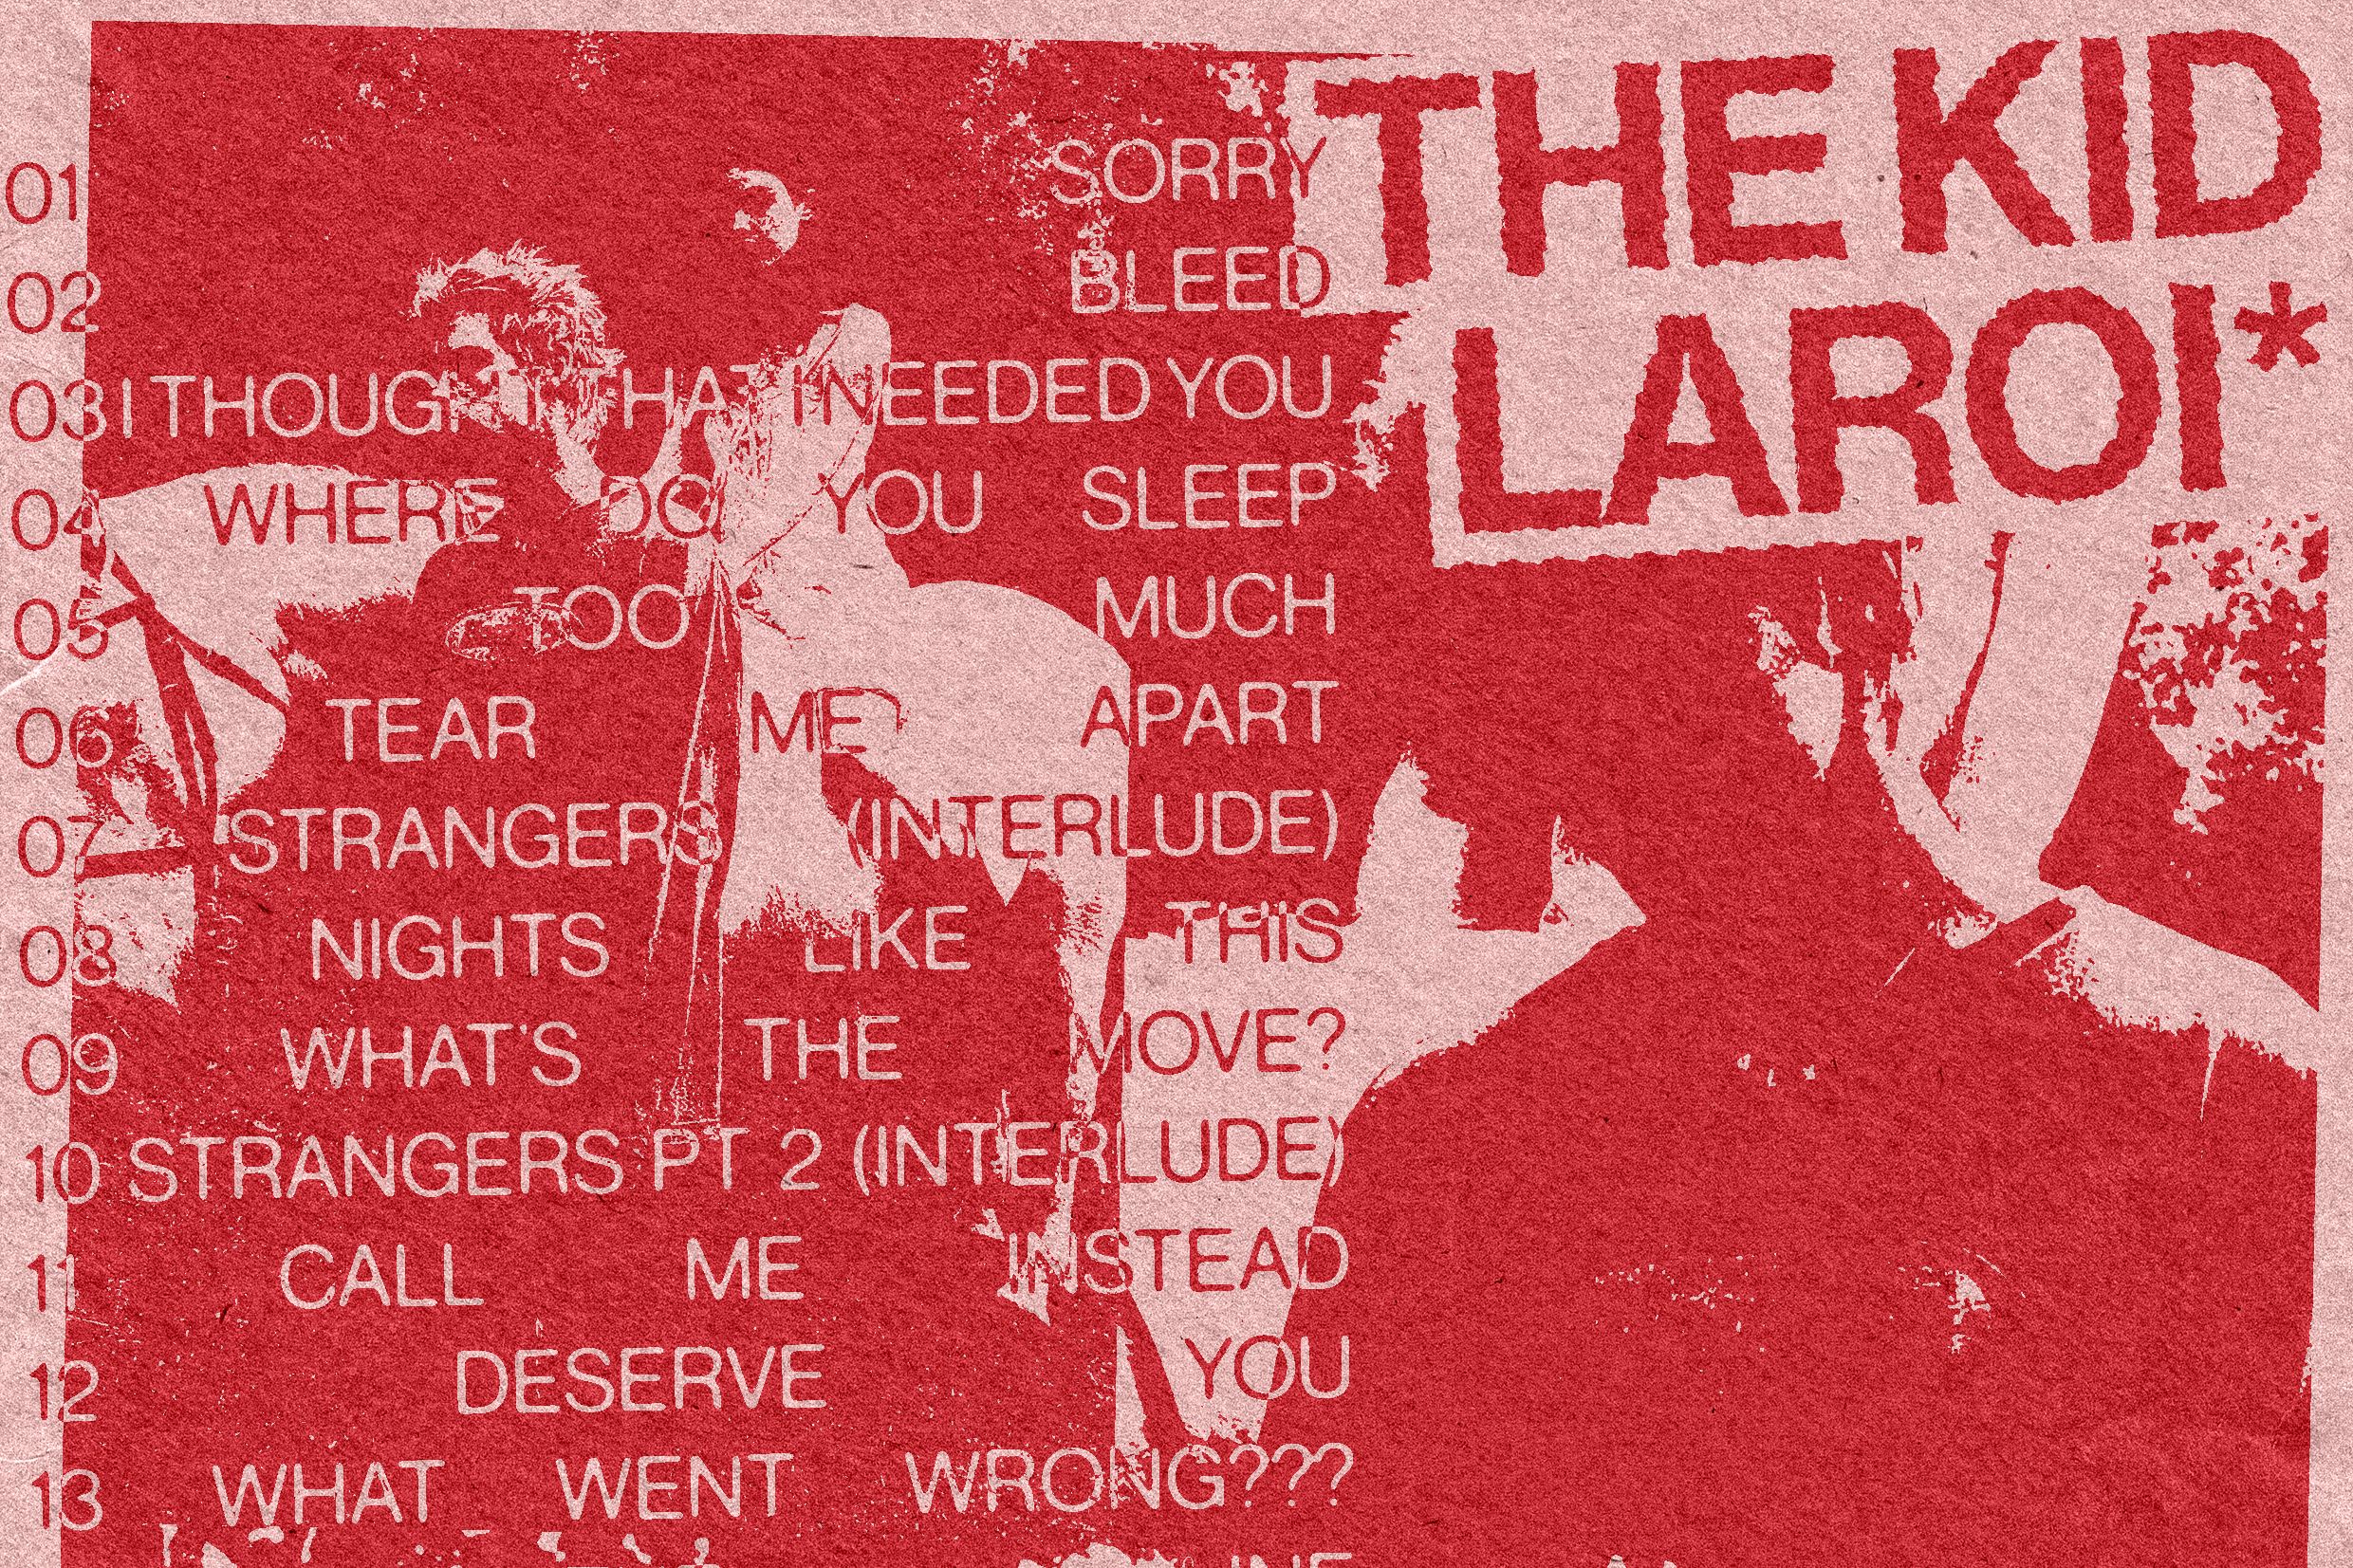 THE KID
LAROI*
01 SORRY
02 BLEED
03 I THOUGHT THAT I NEEDED YOU
04 WHERE DO YOU SLEEP
05 TOO MUCH
06 TEAR ME APART
07 STRANGERS (INTERLUDE)
08 NIGHTS LIKE THIS
09 WHAT'S THE MOVE?
10 STRANGERS PT 2 (INTERLUDE)
11 CALL ME INSTEAD
12 DESERVE YOU
13 WHAT WENT WRONG???